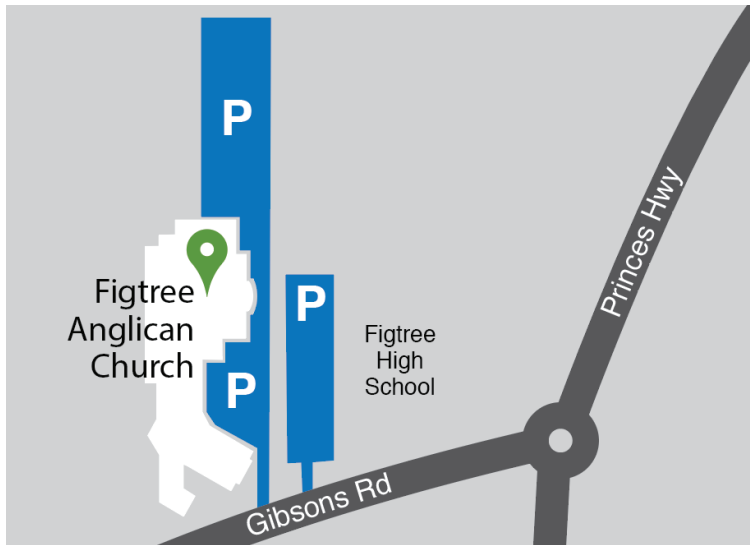 P
Figtree
Anglican
Church
P
P
Figtree
High
School
Gibsons Rd
Princes Hwy